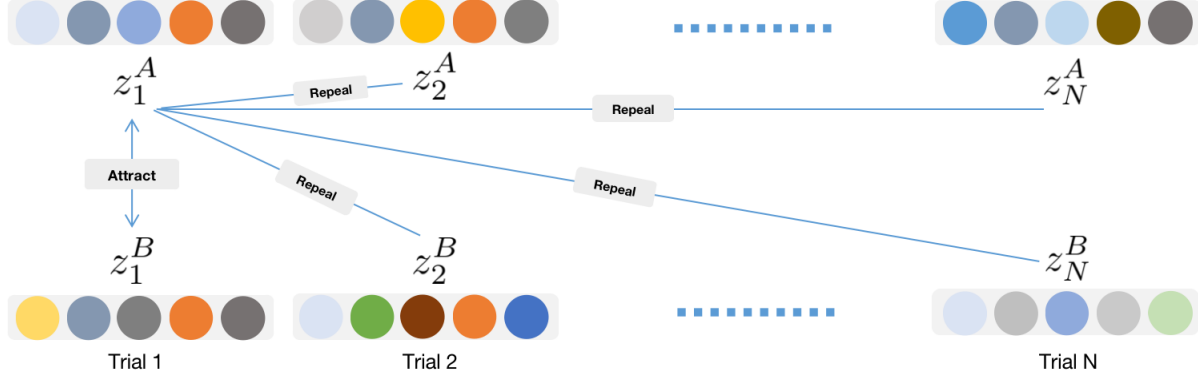 z_1^A
z_2^A
z_N^A
Repeal
Repeal
Attract
Repeal
Repeal
z_1^B
z_2^B
z_N^B
Trial 1
Trial 2
Trial N